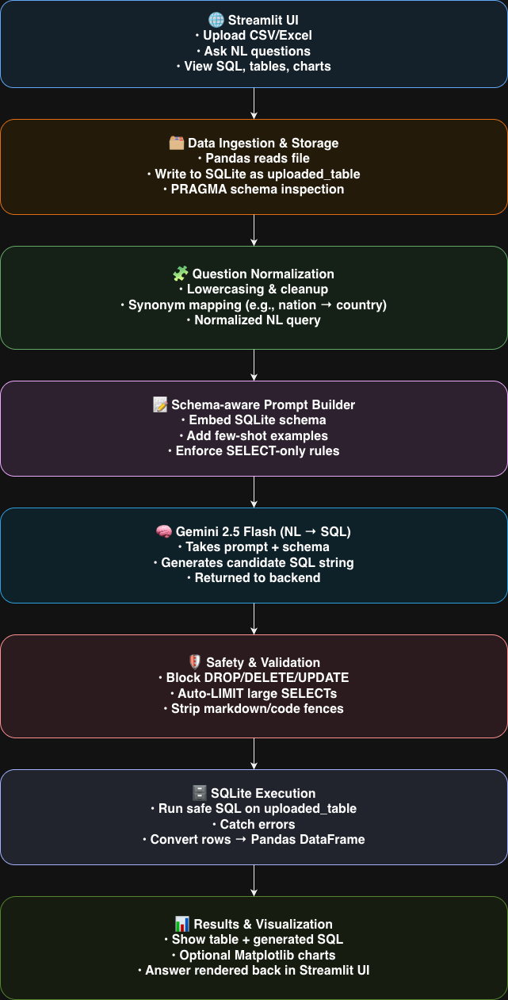 🌐 Streamlit UI
• Upload CSV/Excel
• Ask NL questions
• View SQL, tables, charts
🗂️ Data Ingestion & Storage
• Pandas reads file
• Write to SQLite as uploaded_table
• PRAGMA schema inspection
🧩 Question Normalization
• Lowercasing & cleanup
• Synonym mapping (e.g., nation → country)
• Normalized NL query
📝 Schema-aware Prompt Builder
• Embed SQLite schema
• Add few-shot examples
• Enforce SELECT-only rules
🧠 Gemini 2.5 Flash (NL → SQL)
• Takes prompt + schema
• Generates candidate SQL string
• Returned to backend
🛡️ Safety & Validation
• Block DROP/DELETE/UPDATE
• Auto-LIMIT large SELECTs
• Strip markdown/code fences
🗄️ SQLite Execution
• Run safe SQL on uploaded_table
• Catch errors
• Convert rows → Pandas DataFrame
📊 Results & Visualization
• Show table + generated SQL
• Optional Matplotlib charts
• Answer rendered back in Streamlit UI